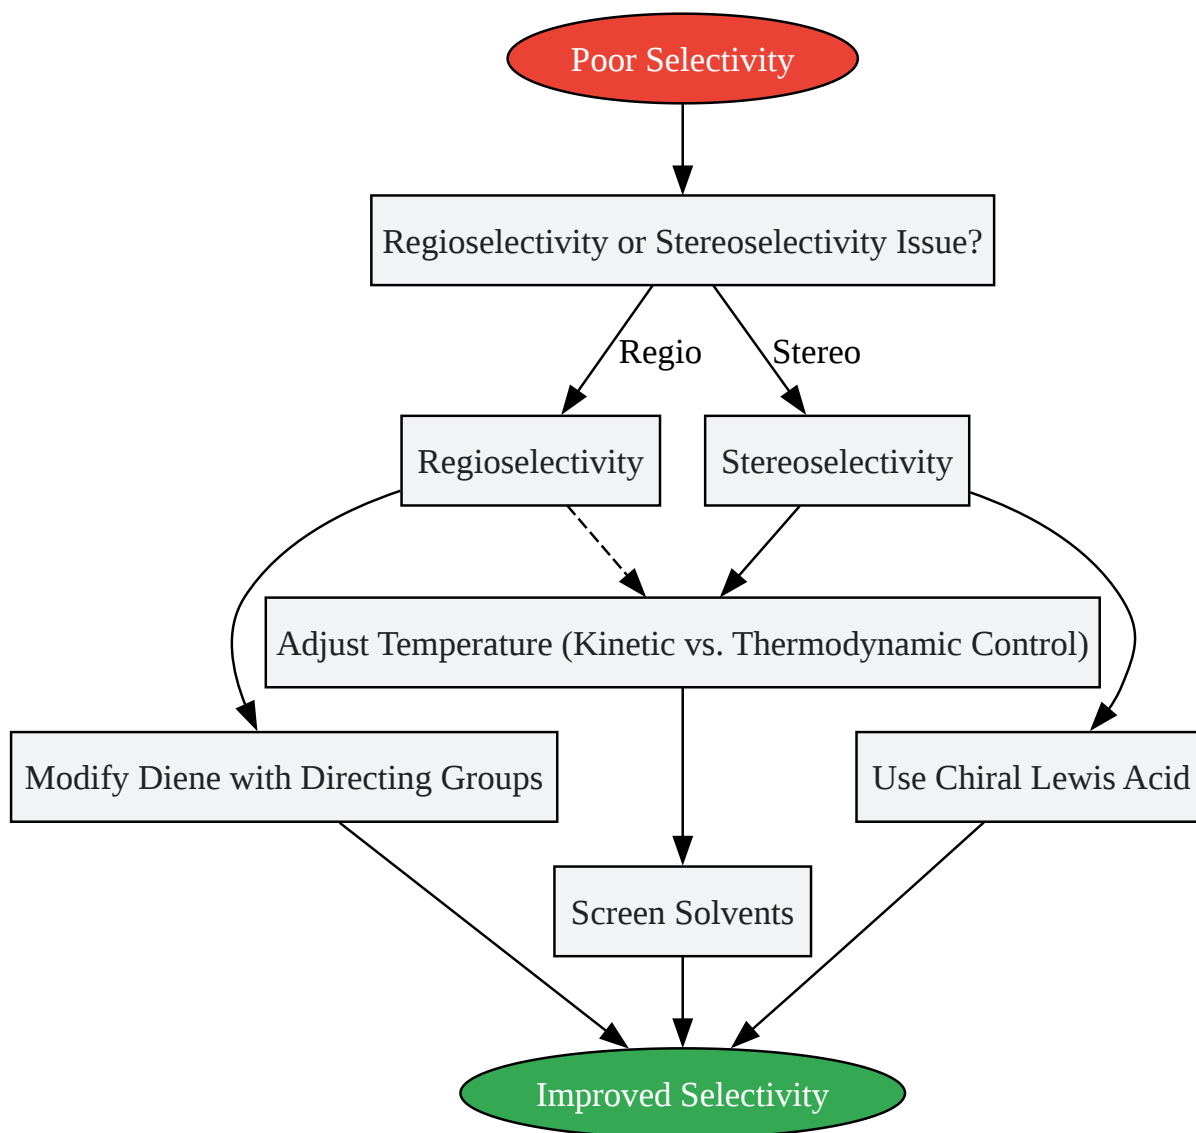 Poor Selectivity
Regioselectivity or Stereoselectivity Issue?
Regio
Stereo
Regioselectivity
Stereoselectivity
Adjust Temperature (Kinetic vs. Thermodynamic Control)
Modify Diene with Directing Groups
Use Chiral Lewis Acid
Screen Solvents
Improved Selectivity